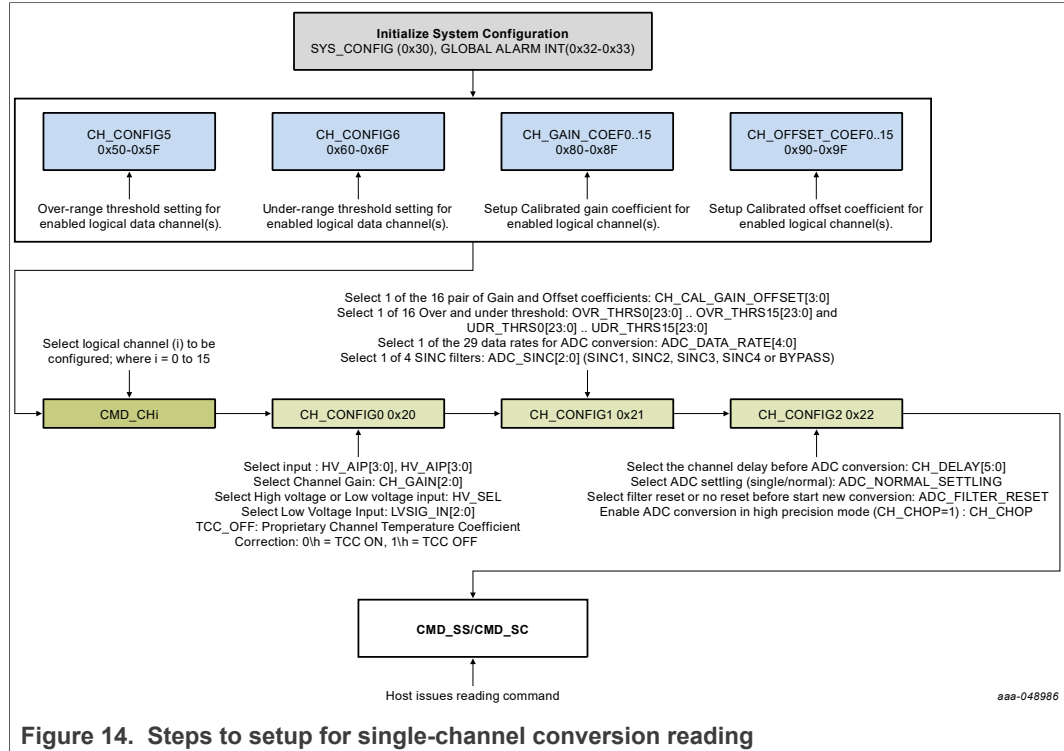 Initialize System Configuration
SYS_CONFIG (0x30), GLOBAL ALARM INT(0x32-0x33)
CH_CONFIG5
0x50-0x5F
CH_CONFIG6
0x60-0x6F
CH_GAIN_COEF0..15
0x80-0x8F
CH_OFFSET_COEF0..15
0x90-0x9F
Over-range threshold setting for
enabled logical data channel(s).
Under-range threshold setting for
enabled logical data channel(s).
Setup Calibrated gain coefficient for
enabled logical channel(s).
Setup Calibrated offset coefficient for
enabled logical channel(s).
Select 1 of the 16 pair of Gain and Offset coefficients: CH_CAL_GAIN_OFFSET[3:0]
Select 1 of 16 Over and under threshold: OVR_THRS0[23:0] .. OVR_THRS15[23:0] and
UDR_THRS0[23:0] .. UDR_THRS15[23:0]
Select 1 of the 29 data rates for ADC conversion: ADC_DATA_RATE[4:0]
Select 1 of 4 SINC filters: ADC_SINC[2:0] (SINC1, SINC2, SINC3, SINC4 or BYPASS)
Select logical channel (i) to be
configured; where i = 0 to 15
CMD_CHi
CH_CONFIG0 0x20
CH_CONFIG1 0x21
CH_CONFIG2 0x22
Select input : HV_AIP[3:0], HV_AIP[3:0]
Select Channel Gain: CH_GAIN[2:0]
Select High voltage or Low voltage input: HV_SEL
Select Low Voltage Input: LVSIG_IN[2:0]
TCC_OFF: Proprietary Channel Temperature Coefficient
Correction: 0\h = TCC ON, 1\h = TCC OFF
Select the channel delay before ADC conversion: CH_DELAY[5:0]
Select ADC settling (single/normal): ADC_NORMAL_SETTLING
Select filter reset or no reset before start new conversion: ADC_FILTER_RESET
Enable ADC conversion in high precision mode (CH_CHOP=1) : CH_CHOP
CMD_SS/CMD_SC
Host issues reading command
aaa-048986
Figure 14. Steps to setup for single-channel conversion reading